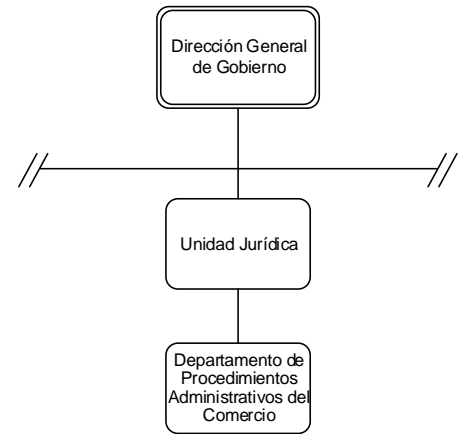 Dirección General
de Gobierno
Unidad Jurídica
Departamento de
Procedimientos
Administrativos del
Comercio